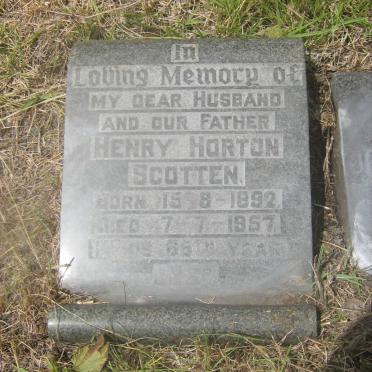 In
Loving Memory of
MY DEAR HUSBAND
AND OUR FATHER
HENRY HORTON
SCOTTEN
BORN 15-8-1892
DIED 7-7-1957
IN HIS 65TH YEAR